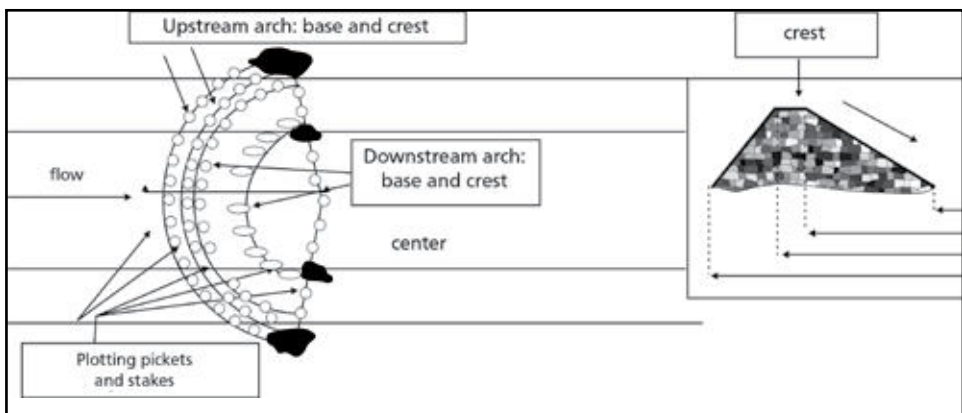 Upstream arch: base and crest
crest
flow
Downstream arch:
base and crest
center
Plotting pickets
and stakes